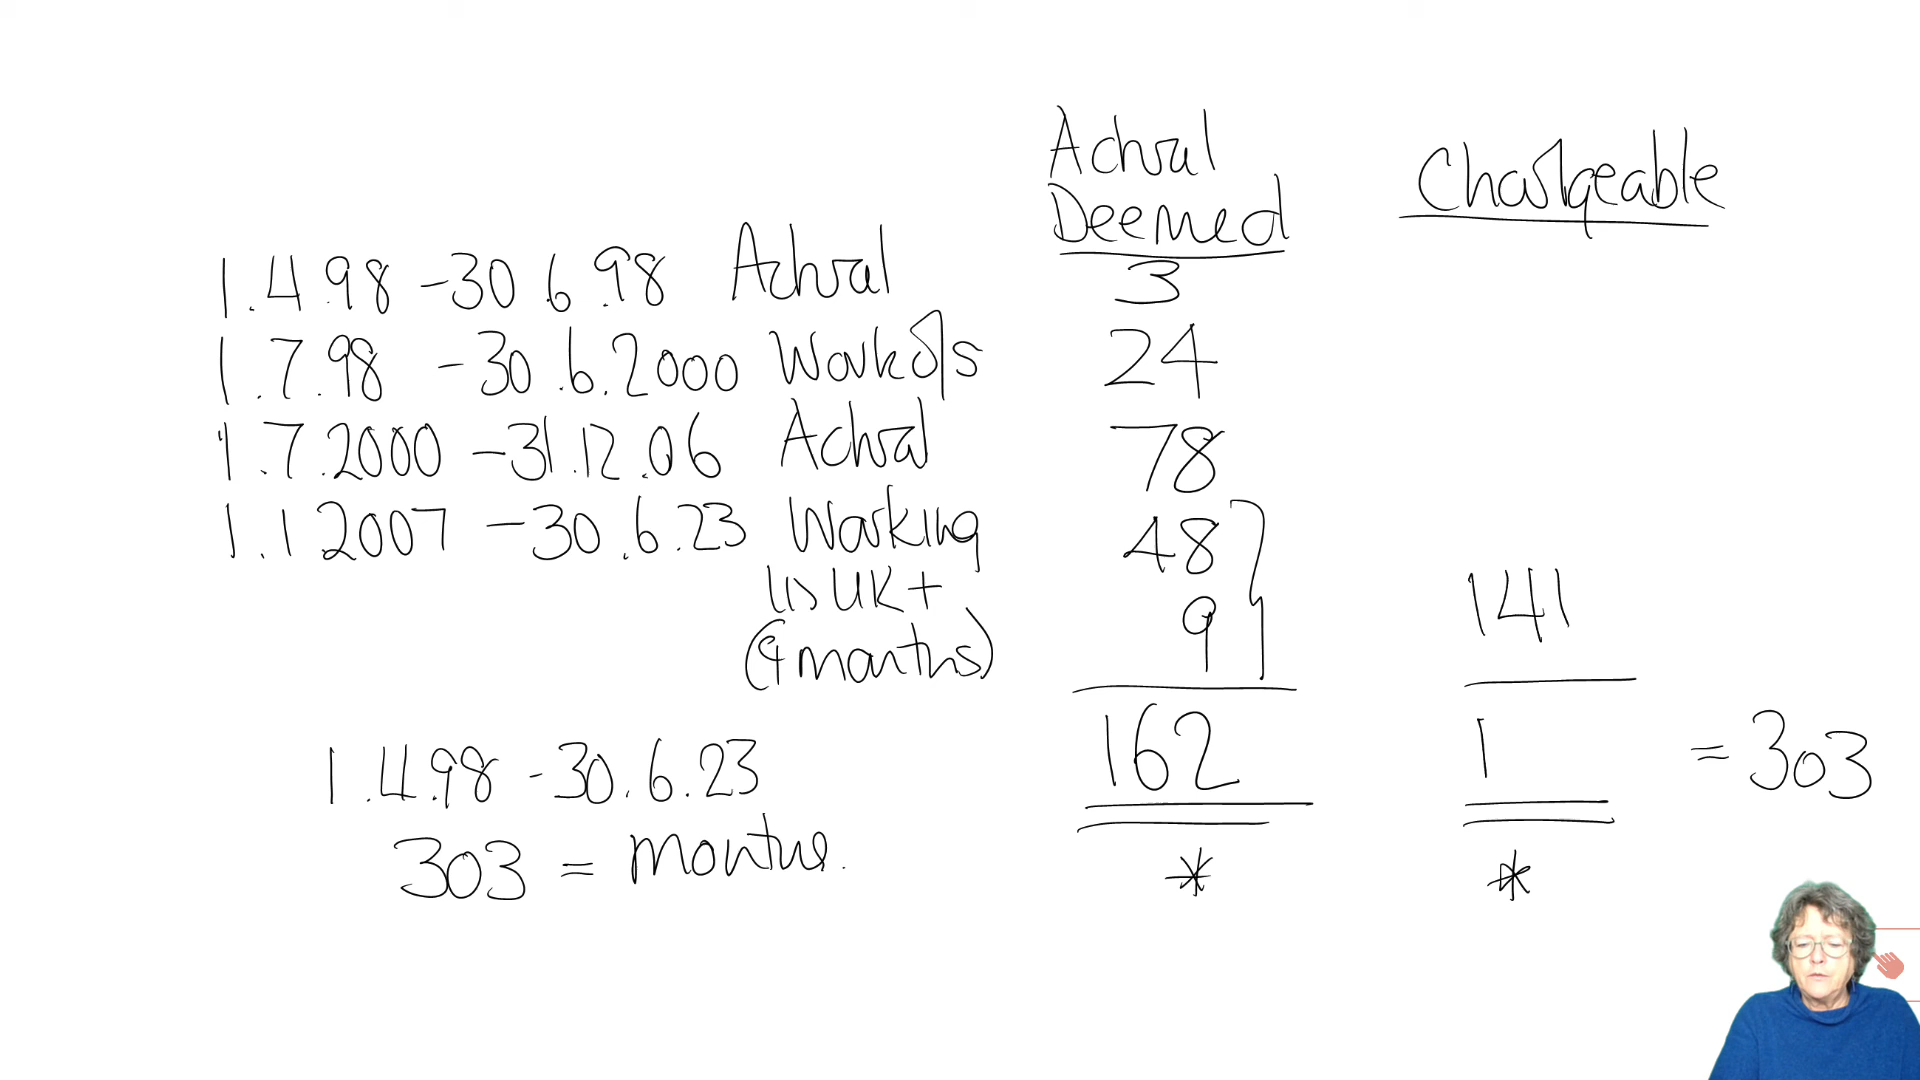 Actual
Deemed
Chargeable
1.4.98 - 30.6.98 Actual 3
1.7.98 - 30.6.2000 Work o/s 24
1.7.2000 - 31.12.06 Actual 78
1.1.2007 - 30.6.23 Working 48
UK +
9 141
(9 months)
162 1 = 303
1.4.98 - 30.6.23
303 = months.
* *